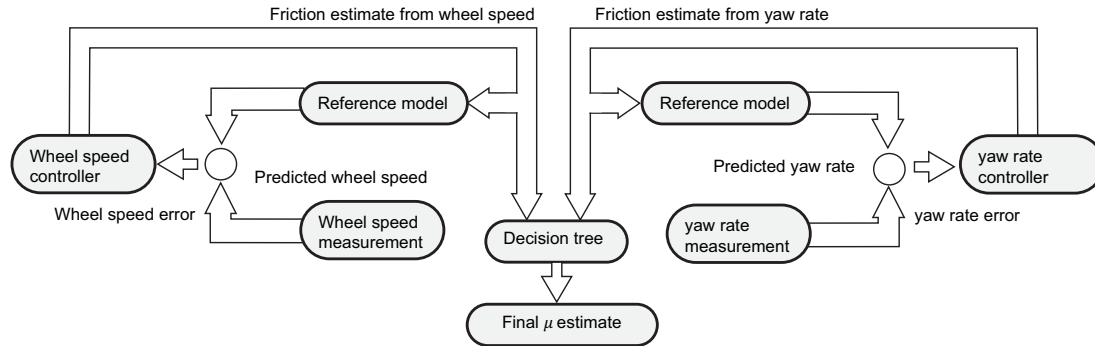 Friction estimate from wheel speed
Friction estimate from yaw rate
Reference model
Reference model
Wheel speed
controller
Predicted wheel speed
Predicted yaw rate
yaw rate
controller
Wheel speed error
Wheel speed
measurement
Decision tree
yaw rate
measurement
yaw rate error
Final μ estimate